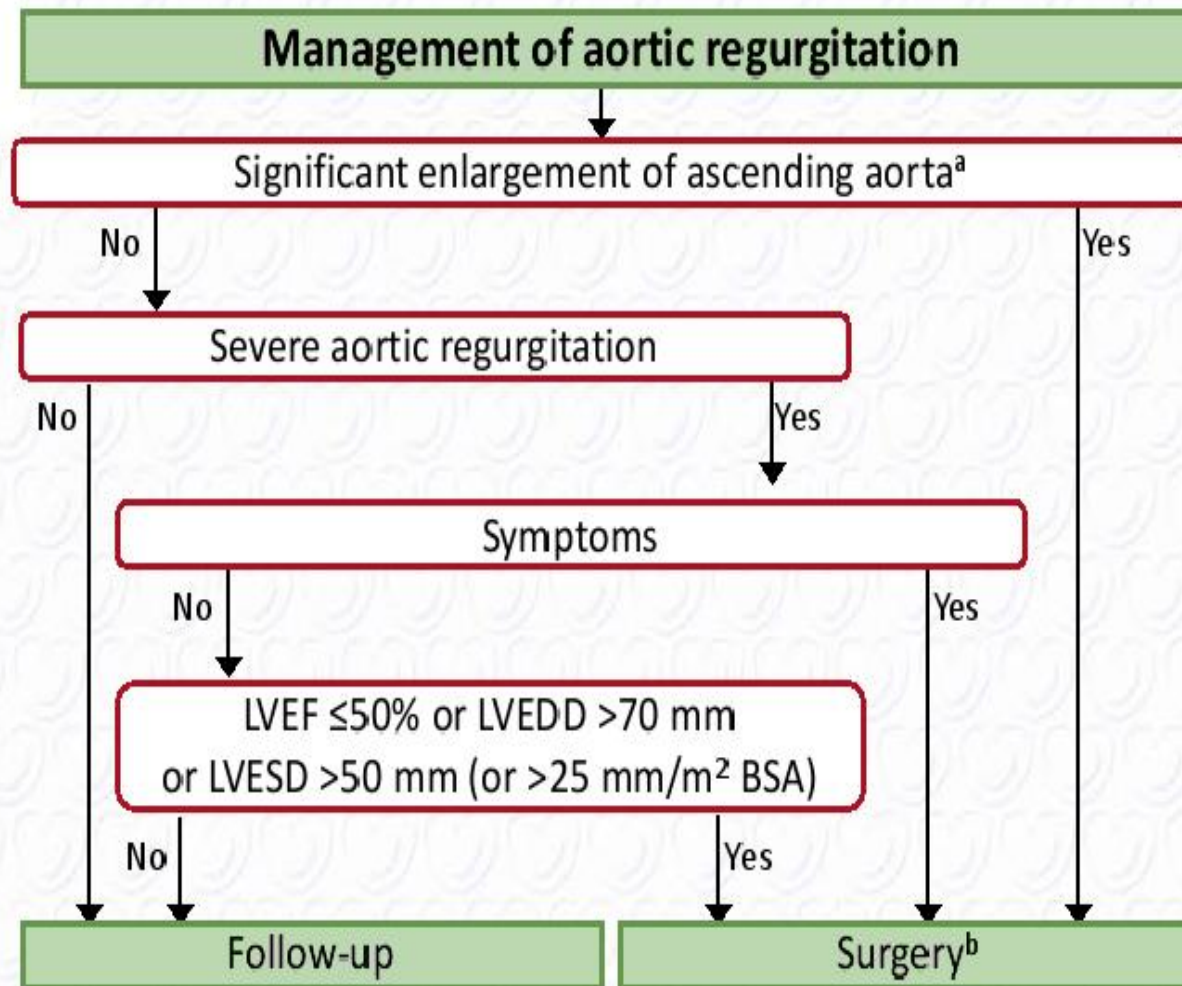 Management of aortic regurgitation
Significant enlargement of ascending aortaᵃ
No
Yes
Severe aortic regurgitation
No
Yes
Symptoms
No
Yes
LVEF ≤50% or LVEDD >70 mm
or LVESD >50 mm (or >25 mm/m² BSA)
No
Yes
Follow-up
Surgeryᵇ